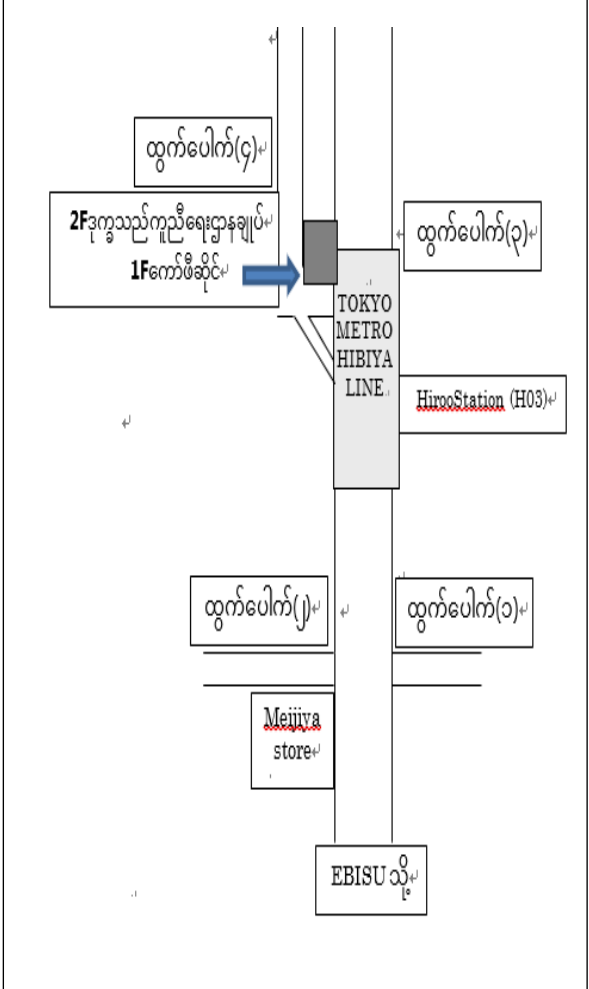 ထွက်ပေါက်(၄)
2Fဒုက္ခသည်ကူညီရေးဌာနချုပ်
1Fကော်ဖီဆိုင်
ထွက်ပေါက်(၃)
TOKYO
METRO
HIBIYA
LINE
HirooStation (H03)
ထွက်ပေါက်(၂)
ထွက်ပေါက်(၁)
Meijiya
store
EBISU သို့